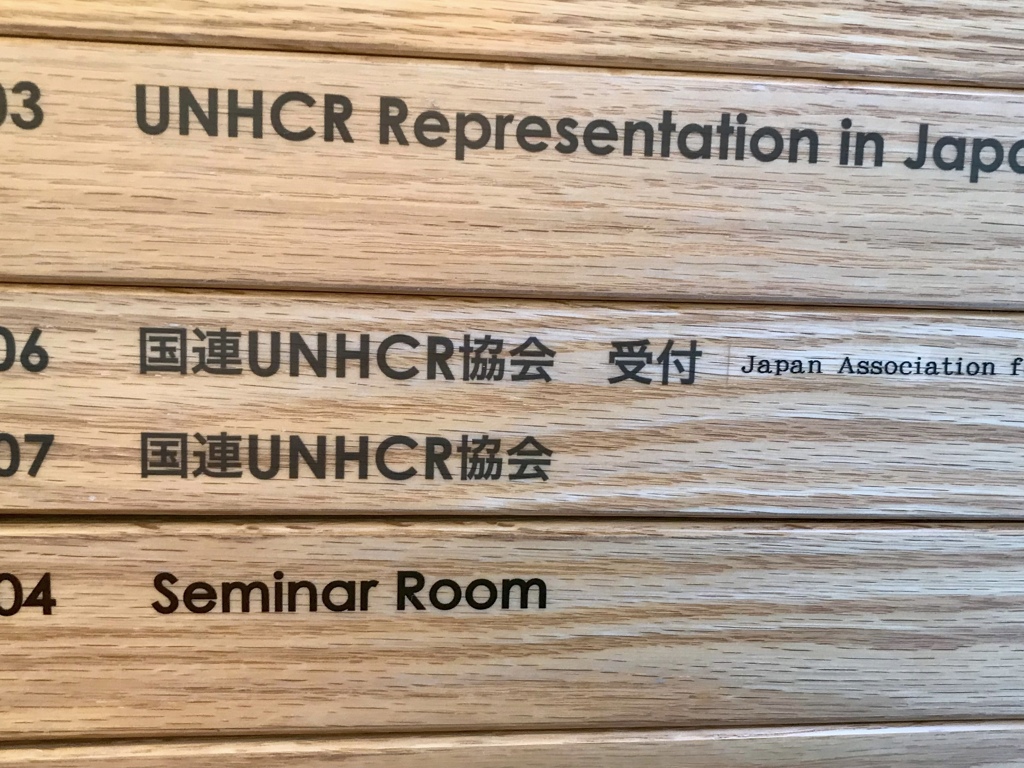 03 UNHCR Representation in Japa
06 国連UNHCR協会 受付 Japan Association f
07 国連UNHCR協会
04 Seminar Room